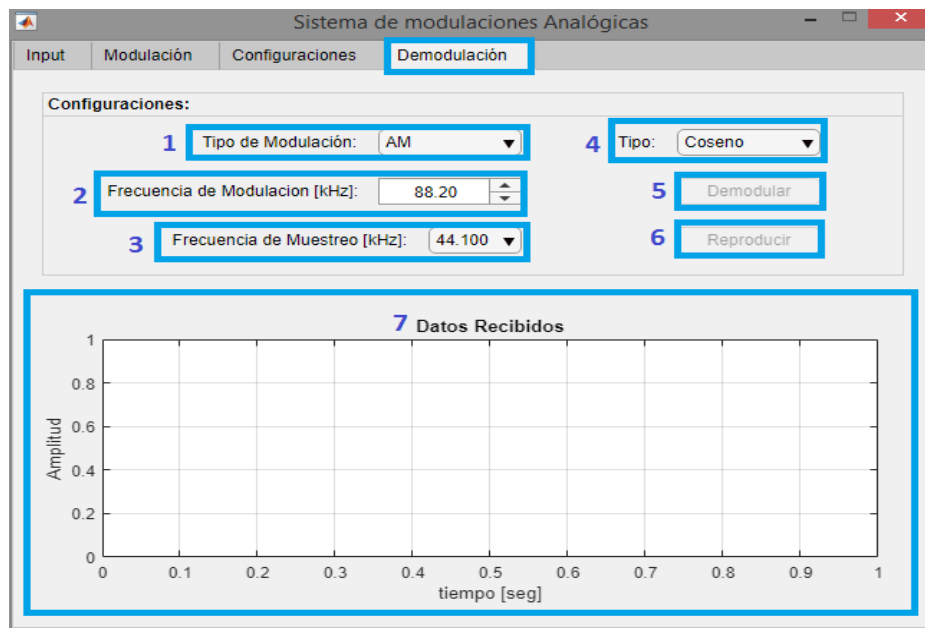 Sistema de modulaciones Analógicas
Input Modulación Configuraciones Demodulación
Configuraciones:
1 Tipo de Modulación: AM 4 Tipo: Coseno
2 Frecuencia de Modulacion [kHz]: 88.20 5 Demodular
3 Frecuencia de Muestreo [kHz]: 44.100 6 Reproducir
7 Datos Recibidos
1
0.8
0.6
0.4
0.2
0
Amplitud
0 0.1 0.2 0.3 0.4 0.5 0.6 0.7 0.8 0.9 1
tiempo [seg]